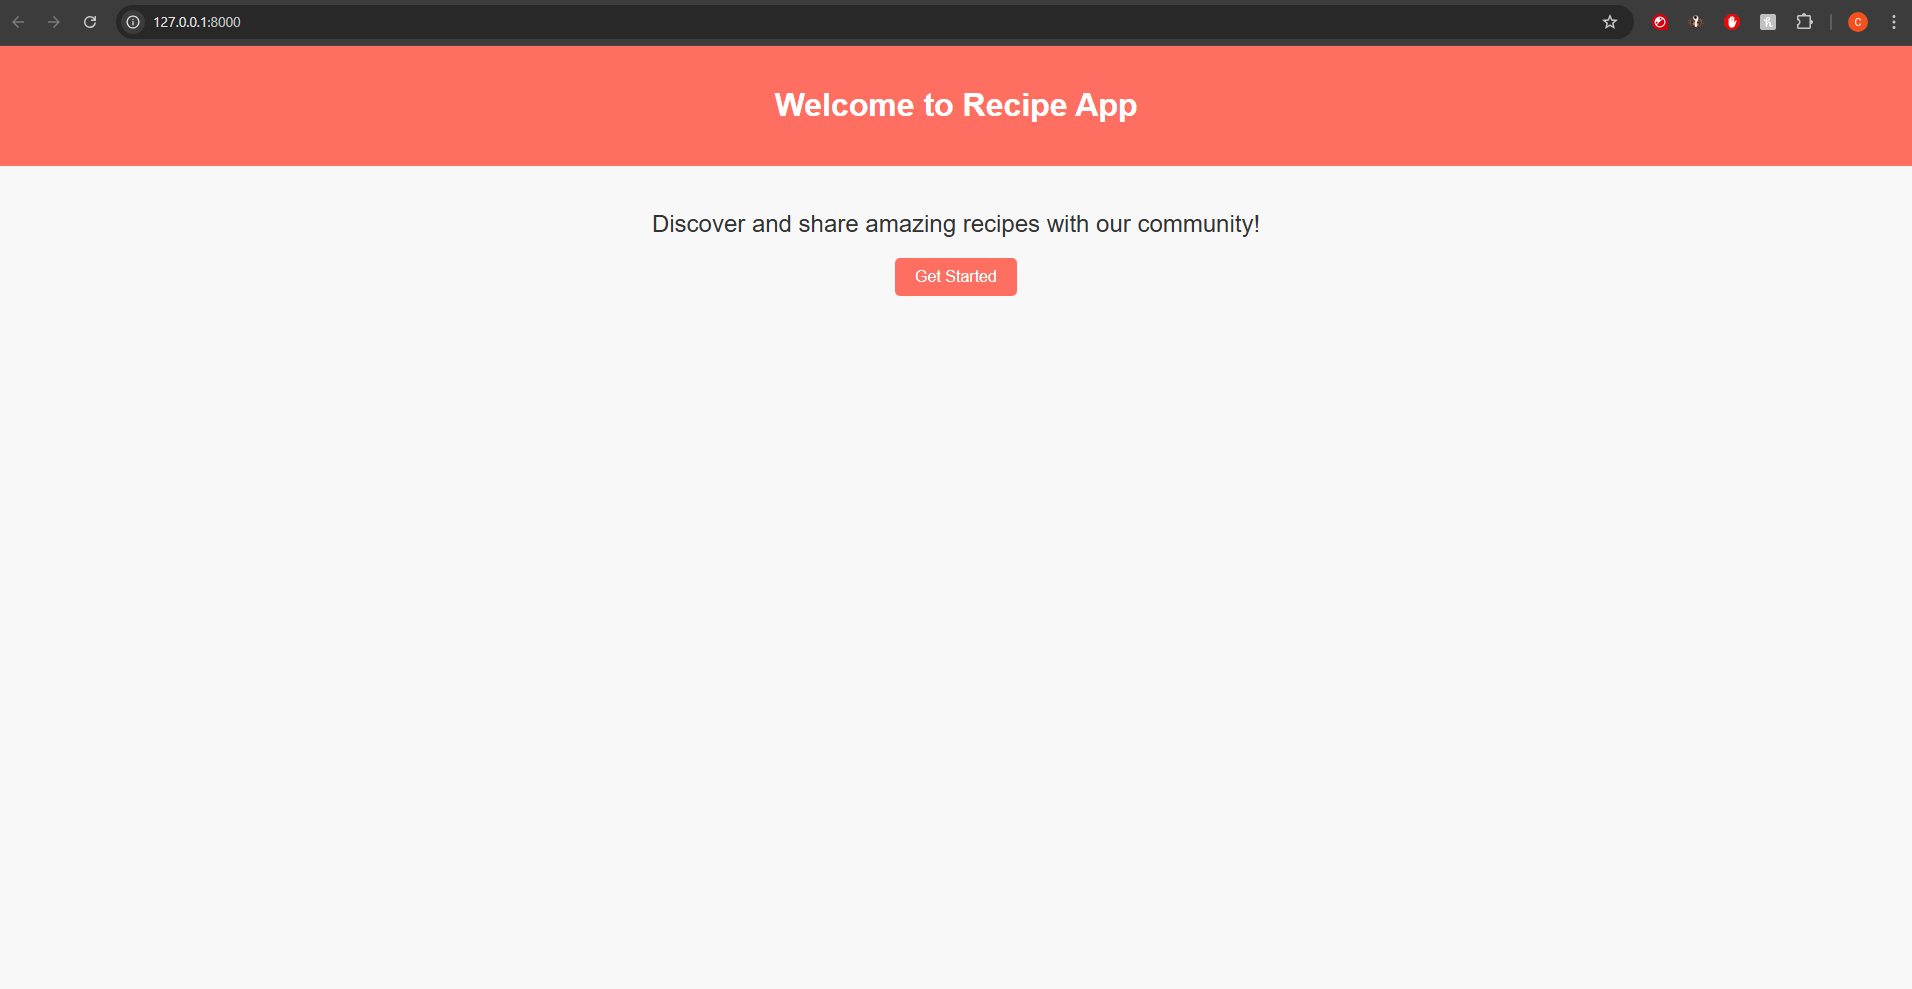 127.0.0.1:8000
C
Welcome to Recipe App
Discover and share amazing recipes with our community!
Get Started